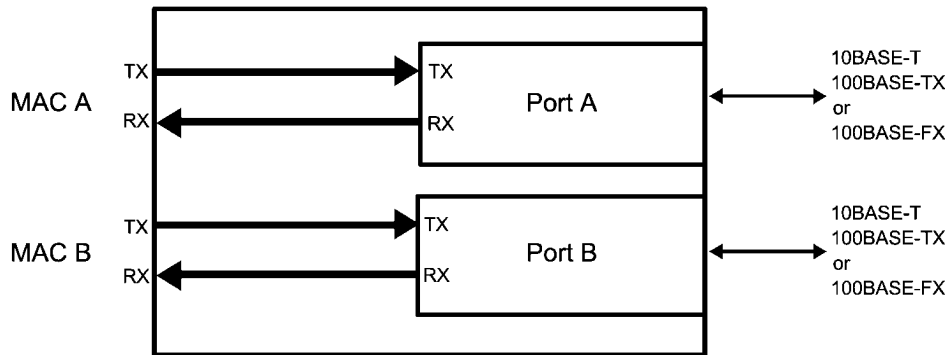 TX
TX
MAC A
Port A
RX
RX
10BASE-T
100BASE-TX
or
100BASE-FX
TX
TX
MAC B
Port B
RX
RX
10BASE-T
100BASE-TX
or
100BASE-FX